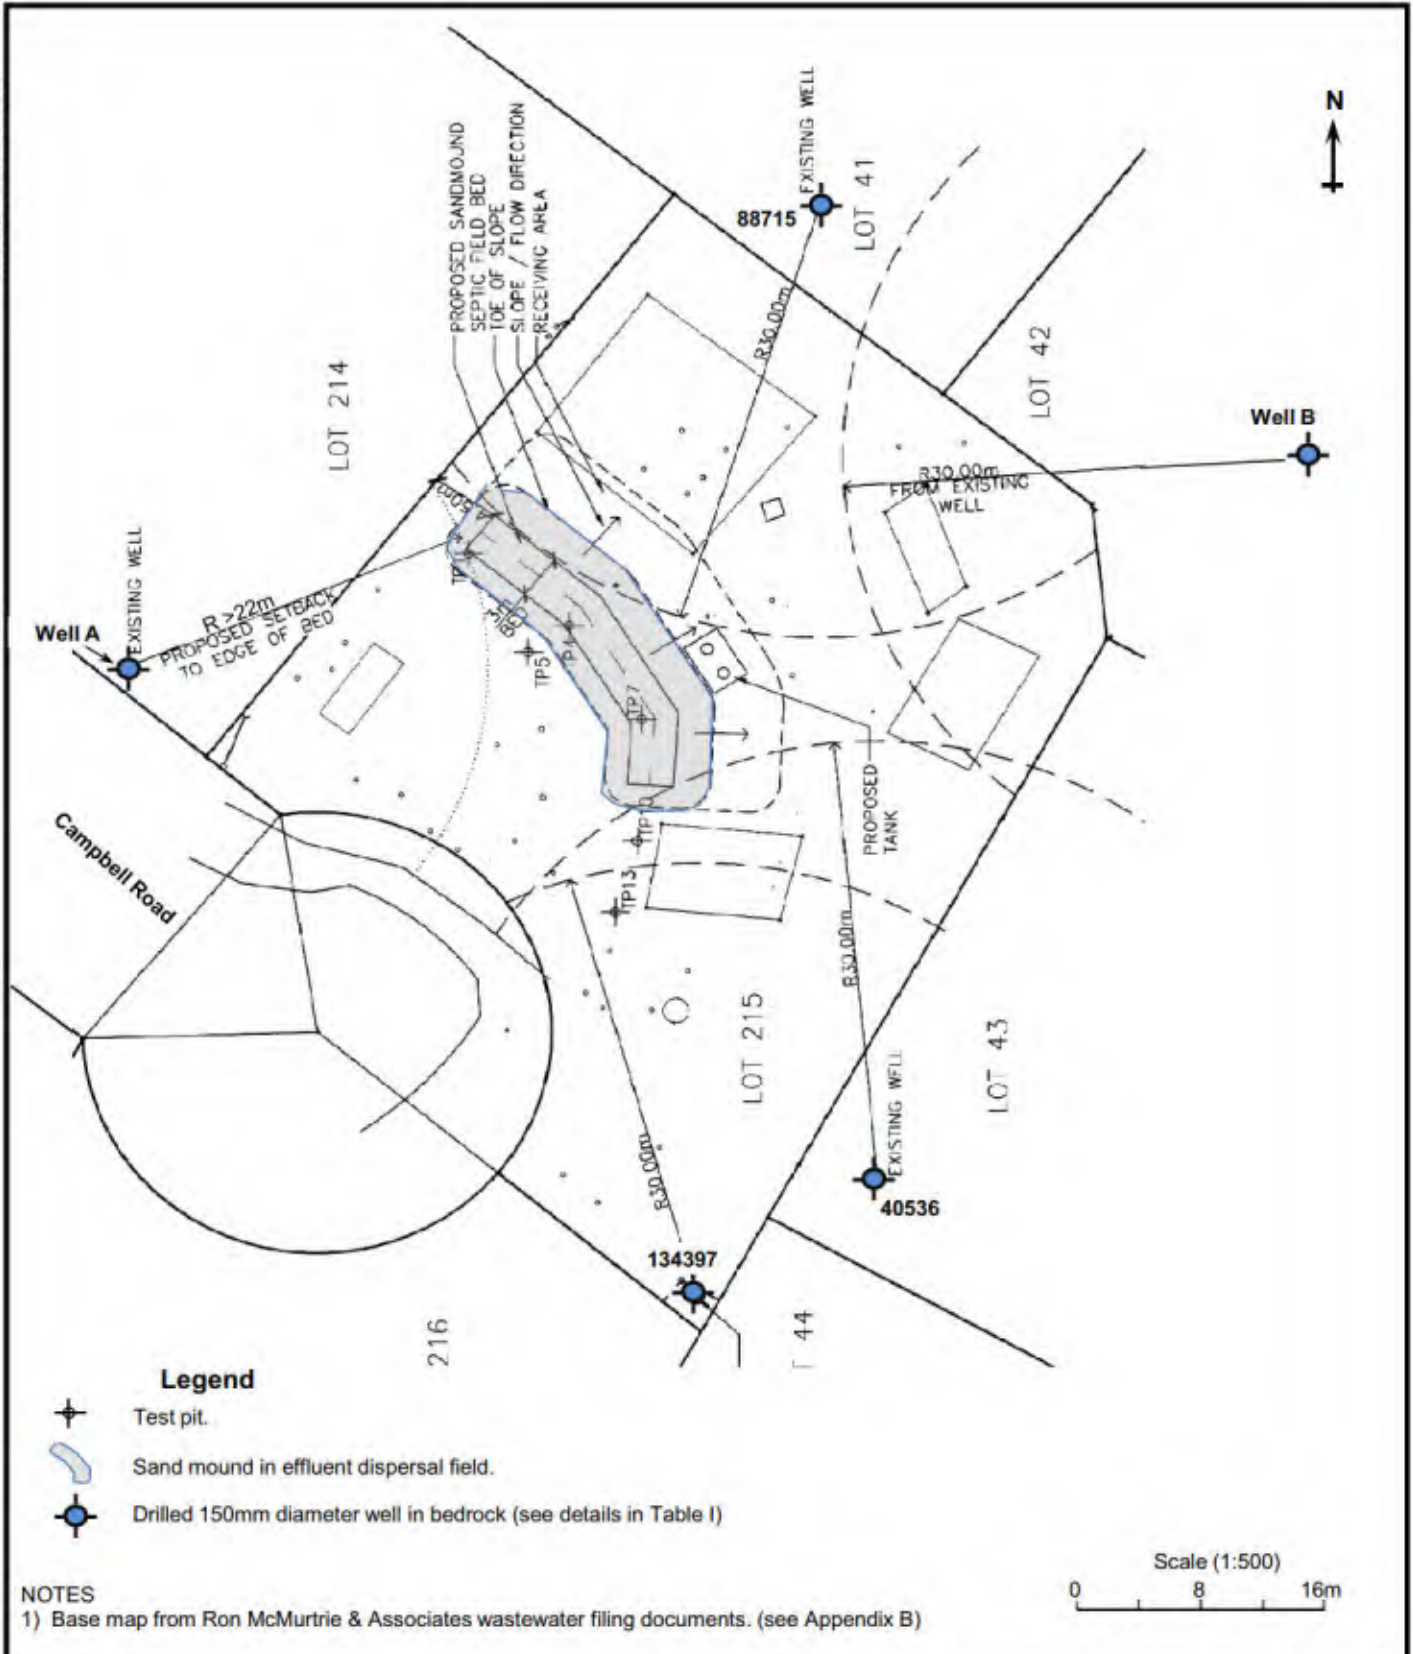 N
EXISTING WELL
88715
LOT 41
PROPOSED SANDMOUND
SEPTIC FIELD BED
TOE OF SLOPE
SLOPE / FLOW DIRECTION
RECEIVING AREA
R30.00m
LOT 42
LOT 214
Well B
R30.00m
FROM EXISTING
WELL
EXISTING WELL
Well A
R >22m
PROPOSED SETBACK
TO EDGE OF BED
BED
TP5
TP7
PROPOSED
TANK
Campbell Road
TP13
R30.00m
LOT 215
LOT 43
EXISTING WELL
40536
R30.00m
134397
216
44
Legend
Test pit.
Sand mound in effluent dispersal field.
Drilled 150mm diameter well in bedrock (see details in Table I)
Scale (1:500)
0 8 16m
NOTES
1) Base map from Ron McMurtrie & Associates wastewater filing documents. (see Appendix B)